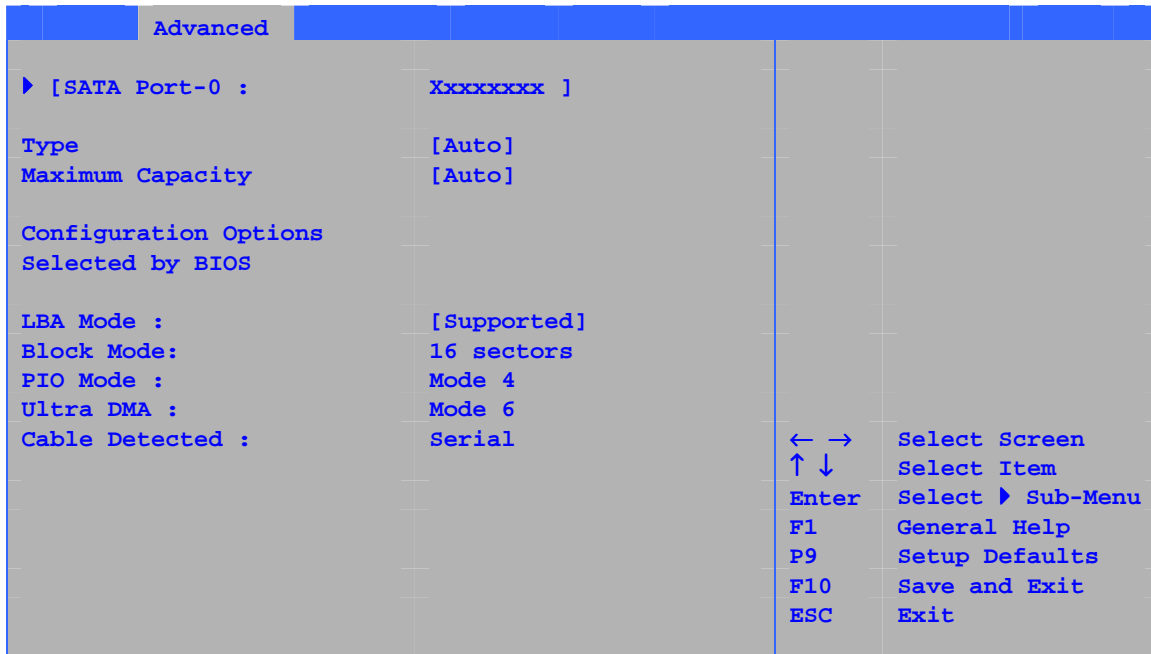 Advanced
[SATA Port-0 : Xxxxxxxx ]
Type [Auto]
Maximum Capacity [Auto]
Configuration Options
Selected by BIOS
LBA Mode : [Supported]
Block Mode: 16 sectors
PIO Mode : Mode 4
Ultra DMA : Mode 6
Cable Detected : Serial
← → Select Screen
↑ ↓ Select Item
Enter Select Sub-Menu
F1 General Help
P9 Setup Defaults
F10 Save and Exit
ESC Exit